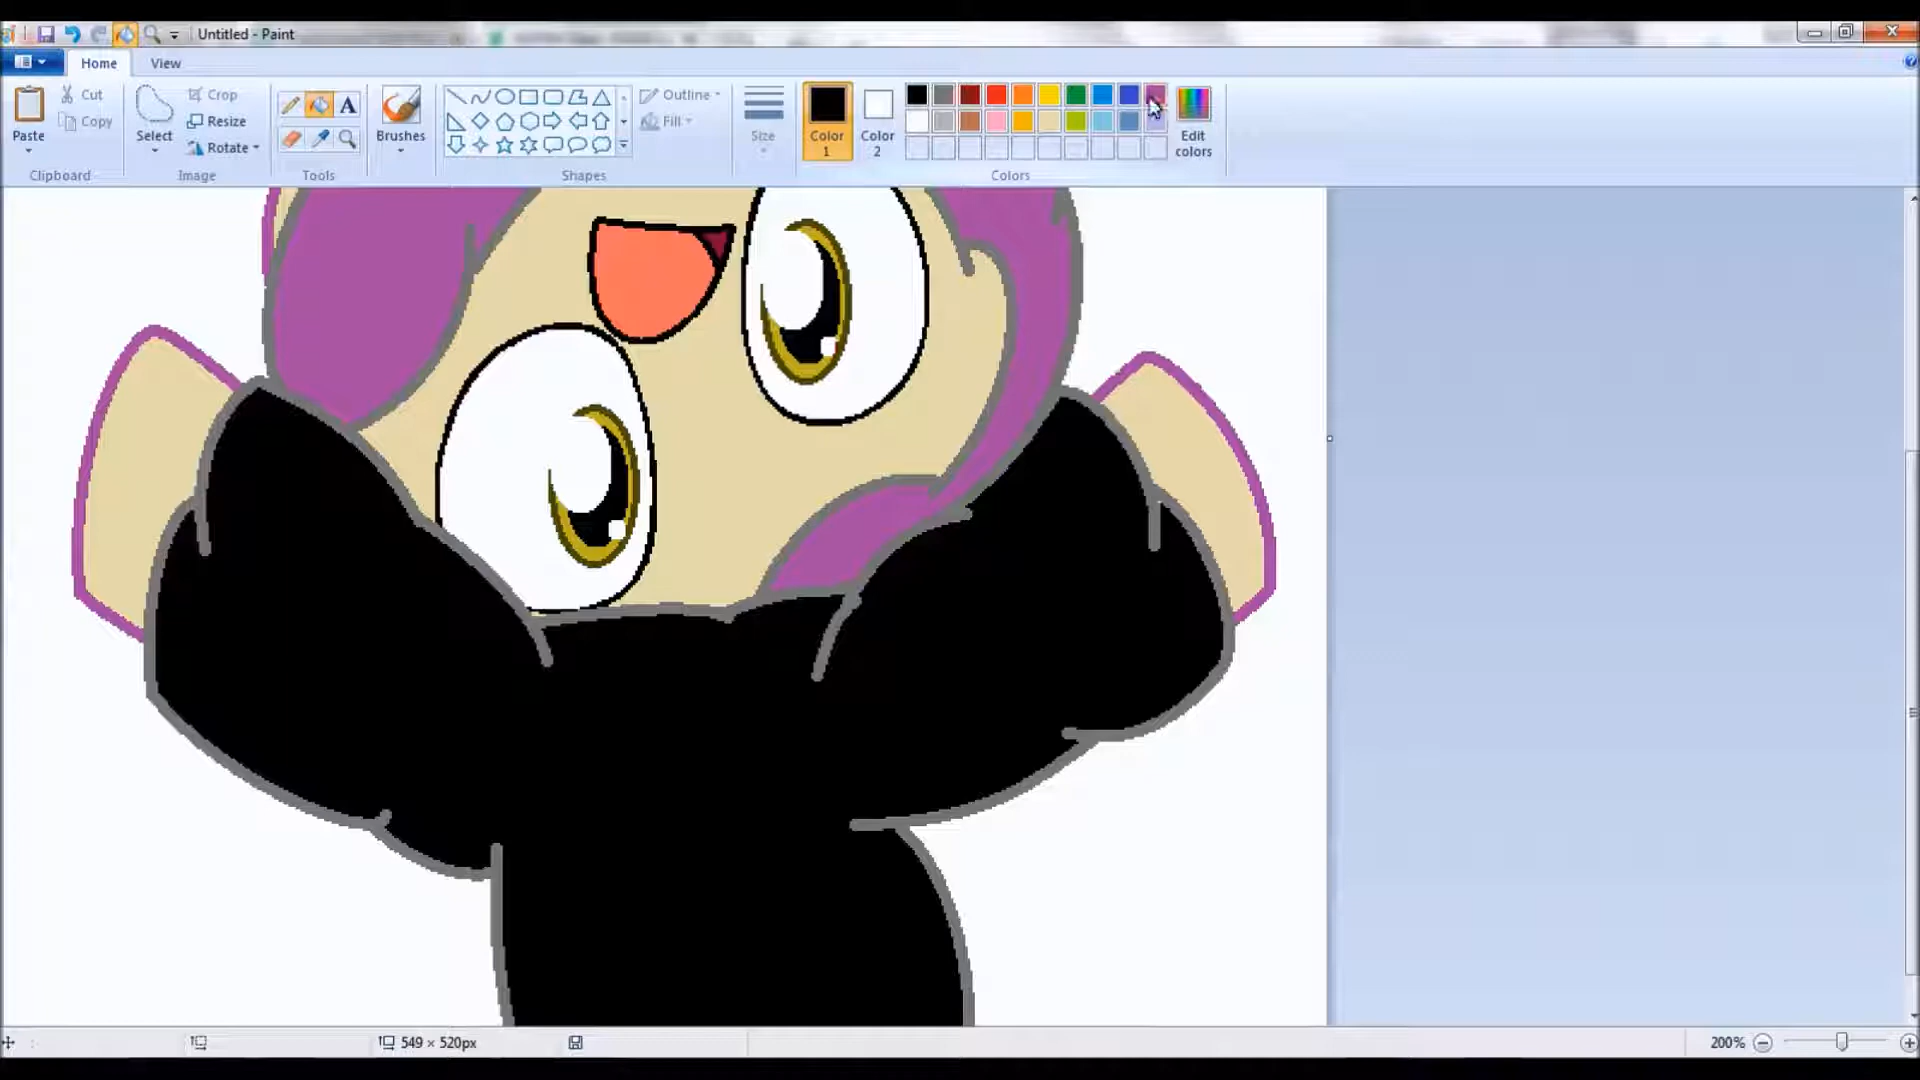 Untitled - Paint
Home View
Paste
Cut
Copy
Clipboard
Select
Crop
Resize
Rotate
Image
A
Tools
Brushes
Shapes
Outline
Fill
Size
Color 1
Color 2
Edit colors
Colors
549 × 520px
200%